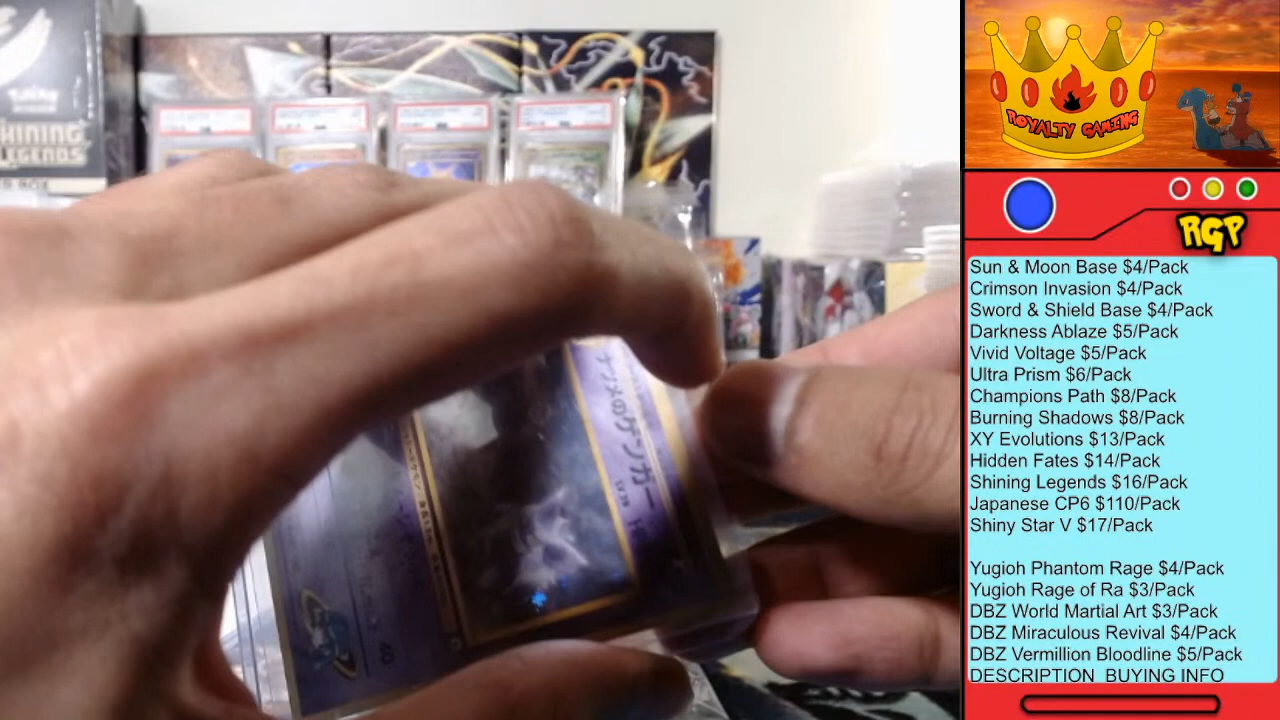 HINING
LEGENDS
ナツメのゲンガー
ROYALTY GAMING
RGP
Sun & Moon Base $4/Pack
Crimson Invasion $4/Pack
Sword & Shield Base $4/Pack
Darkness Ablaze $5/Pack
Vivid Voltage $5/Pack
Ultra Prism $6/Pack
Champions Path $8/Pack
Burning Shadows $8/Pack
XY Evolutions $13/Pack
Hidden Fates $14/Pack
Shining Legends $16/Pack
Japanese CP6 $110/Pack
Shiny Star V $17/Pack
Yugioh Phantom Rage $4/Pack
Yugioh Rage of Ra $3/Pack
DBZ World Martial Art $3/Pack
DBZ Miraculous Revival $4/Pack
DBZ Vermillion Bloodline $5/Pack
DESCRIPTION BUYING INFO